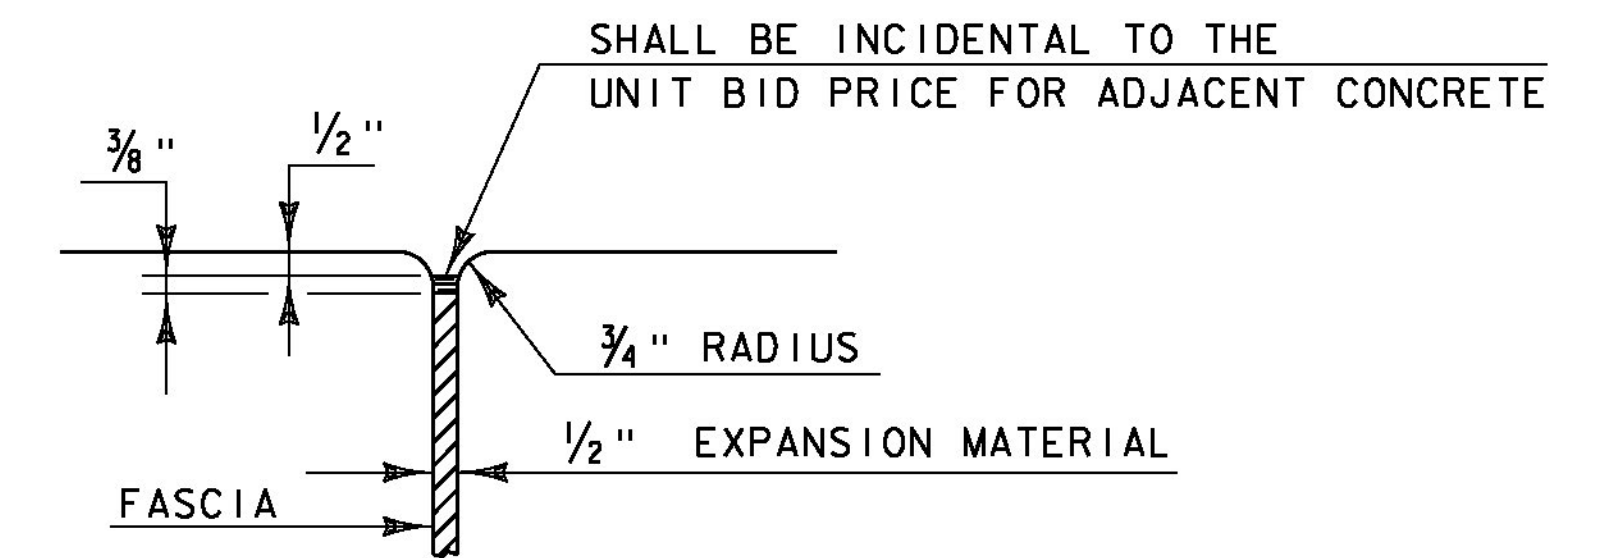 SHALL BE INCIDENTAL TO THE
UNIT BID PRICE FOR ADJACENT CONCRETE
3/8"
1/2"
3/4" RADIUS
1/2" EXPANSION MATERIAL
FASCIA